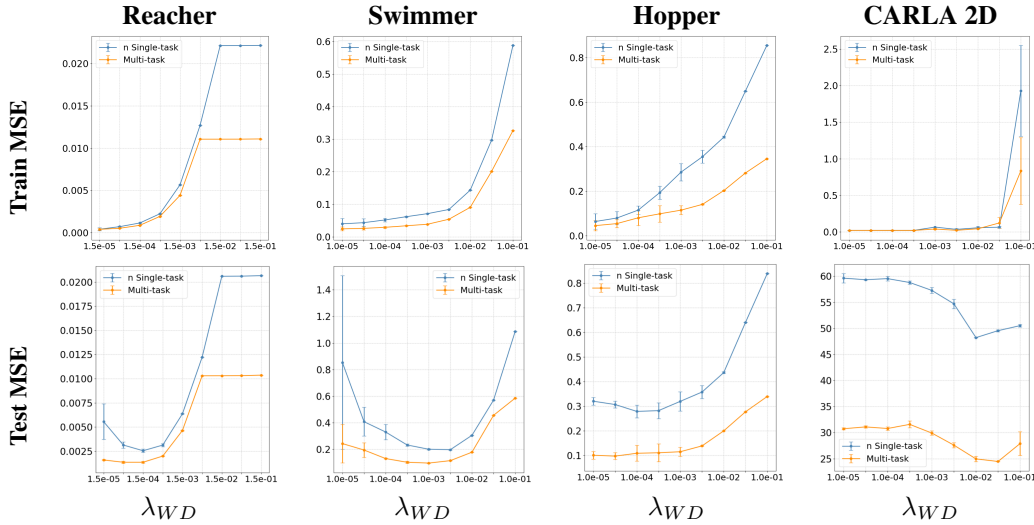 Reacher
Swimmer
Hopper
CARLA 2D
Train MSE
n Single-task
Multi-task
0.020
0.015
0.010
0.005
0.000
1.5e-05 1.5e-04 1.5e-03 1.5e-02 1.5e-01
n Single-task
Multi-task
0.6
0.5
0.4
0.3
0.2
0.1
0.0
1.0e-05 1.0e-04 1.0e-03 1.0e-02 1.0e-01
n Single-task
Multi-task
0.8
0.6
0.4
0.2
0.0
1.0e-05 1.0e-04 1.0e-03 1.0e-02 1.0e-01
n Single-task
Multi-task
2.5
2.0
1.5
1.0
0.5
0.0
1.0e-05 1.0e-04 1.0e-03 1.0e-02 1.0e-01
Test MSE
n Single-task
Multi-task
0.0200
0.0175
0.0150
0.0125
0.0100
0.0075
0.0050
0.0025
1.5e-05 1.5e-04 1.5e-03 1.5e-02 1.5e-01
n Single-task
Multi-task
1.4
1.2
1.0
0.8
0.6
0.4
0.2
1.0e-05 1.0e-04 1.0e-03 1.0e-02 1.0e-01
n Single-task
Multi-task
0.8
0.7
0.6
0.5
0.4
0.3
0.2
0.1
1.0e-05 1.0e-04 1.0e-03 1.0e-02 1.0e-01
n Single-task
Multi-task
60
55
50
45
40
35
30
25
1.0e-05 1.0e-04 1.0e-03 1.0e-02 1.0e-01
λWD
λWD
λWD
λWD